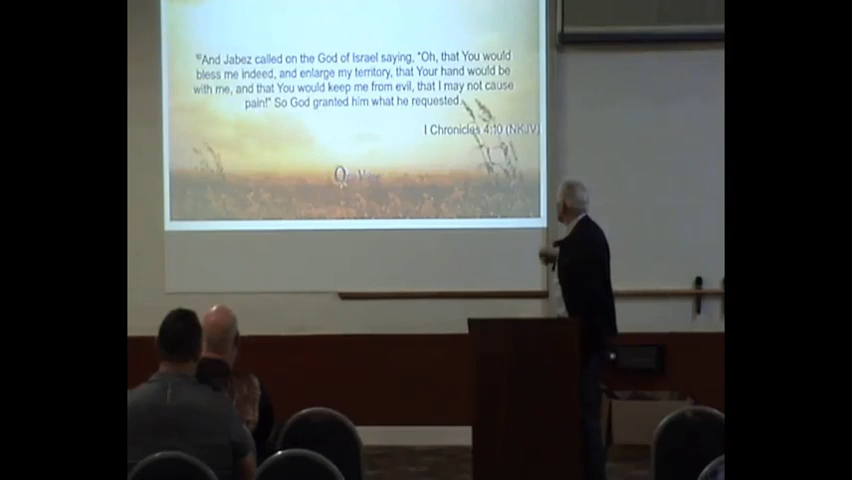 ¹⁰And Jabez called on the God of Israel saying, "Oh, that You would
bless me indeed, and enlarge my territory, that Your hand would be
with me, and that You would keep me from evil, that I may not cause
pain!" So God granted him what he requested.
I Chronicles 4:10 (NKJV)